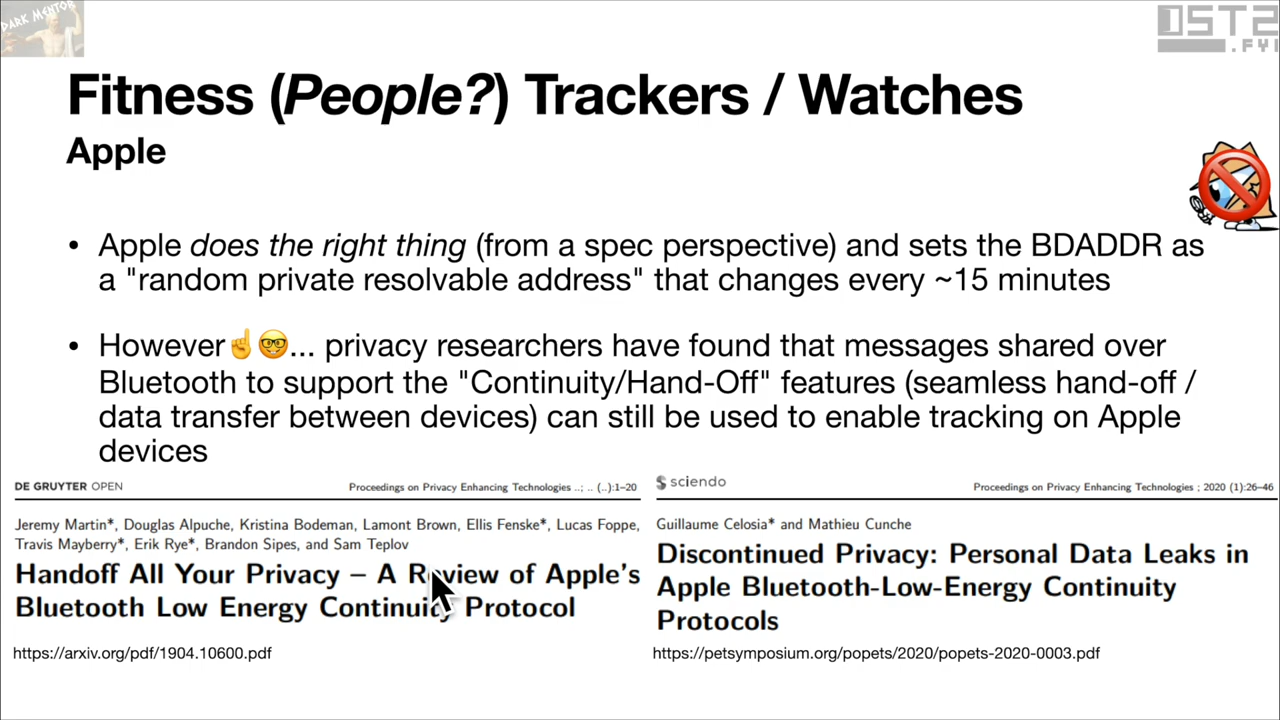 DARK MENTOR
OST2
.FYI
Fitness (People?) Trackers / Watches
Apple
• Apple does the right thing (from a spec perspective) and sets the BDADDR as
a "random private resolvable address" that changes every ~15 minutes
• However☝️🤓... privacy researchers have found that messages shared over
Bluetooth to support the "Continuity/Hand-Off" features (seamless hand-off /
data transfer between devices) can still be used to enable tracking on Apple
devices
DE GRUYTER OPEN
Proceedings on Privacy Enhancing Technologies ..; .. (..):1–20
Jeremy Martin*, Douglas Alpuche, Kristina Bodeman, Lamont Brown, Ellis Fenske*, Lucas Foppe,
Travis Mayberry*, Erik Rye*, Brandon Sipes, and Sam Teplov
Handoff All Your Privacy – A Review of Apple's
Bluetooth Low Energy Continuity Protocol
https://arxiv.org/pdf/1904.10600.pdf
sciendo
Proceedings on Privacy Enhancing Technologies ; 2020 (1):26–46
Guillaume Celosia* and Mathieu Cunche
Discontinued Privacy: Personal Data Leaks in
Apple Bluetooth-Low-Energy Continuity
Protocols
https://petsymposium.org/popets/2020/popets-2020-0003.pdf